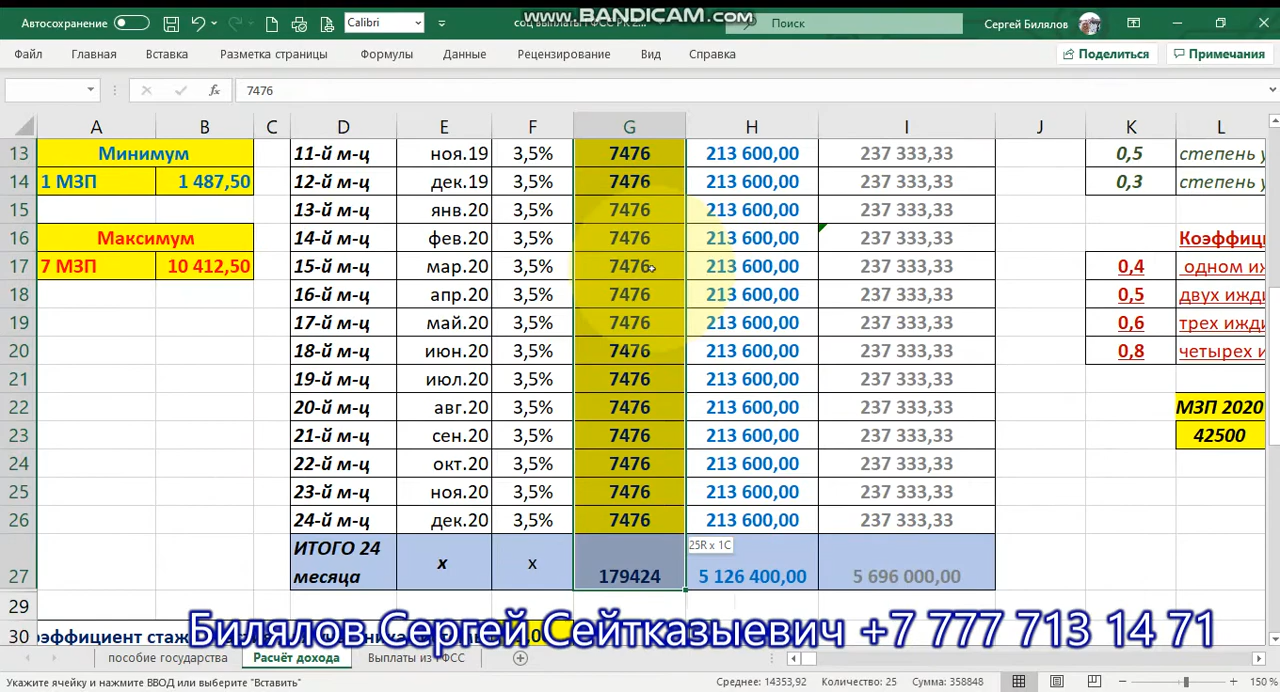 www.BANDICAM.com
Автосохранение
Calibri
Поиск
Сергей Билялов
Файл Главная Вставка Разметка страницы Формулы Данные Рецензирование Вид Справка Поделиться Примечания
fx 7476
A B C D E F G H I J K L
13 Минимум 11-й м-ц ноя.19 3,5% 7476 213 600,00 237 333,33 0,5 степень
14 1 МЗП 1 487,50 12-й м-ц дек.19 3,5% 7476 213 600,00 237 333,33 0,3 степень
15 13-й м-ц янв.20 3,5% 7476 213 600,00 237 333,33
16 Максимум 14-й м-ц фев.20 3,5% 7476 213 600,00 237 333,33 Коэффици
17 7 МЗП 10 412,50 15-й м-ц мар.20 3,5% 7476 213 600,00 237 333,33 0,4 одном иж
18 16-й м-ц апр.20 3,5% 7476 213 600,00 237 333,33 0,5 двух ижди
19 17-й м-ц май.20 3,5% 7476 213 600,00 237 333,33 0,6 трех ижд
20 18-й м-ц июн.20 3,5% 7476 213 600,00 237 333,33 0,8 четырех и
21 19-й м-ц июл.20 3,5% 7476 213 600,00 237 333,33
22 20-й м-ц авг.20 3,5% 7476 213 600,00 237 333,33 МЗП 2020
23 21-й м-ц сен.20 3,5% 7476 213 600,00 237 333,33 42500
24 22-й м-ц окт.20 3,5% 7476 213 600,00 237 333,33
25 23-й м-ц ноя.20 3,5% 7476 213 600,00 237 333,33
26 24-й м-ц дек.20 3,5% 7476 213 600,00 237 333,33
25R x 1C
ИТОГО 24
27 месяца x x 179424 5 126 400,00 5 696 000,00
29
Билялов Сергей Сейтказыевич +7 777 713 14 71
30 оэффициент
пособие государства Расчёт дохода Выплаты из ГФСС
Укажите ячейку и нажмите ВВОД или выберите "Вставить" Среднее: 14353,92 Количество: 25 Сумма: 358848 150 %